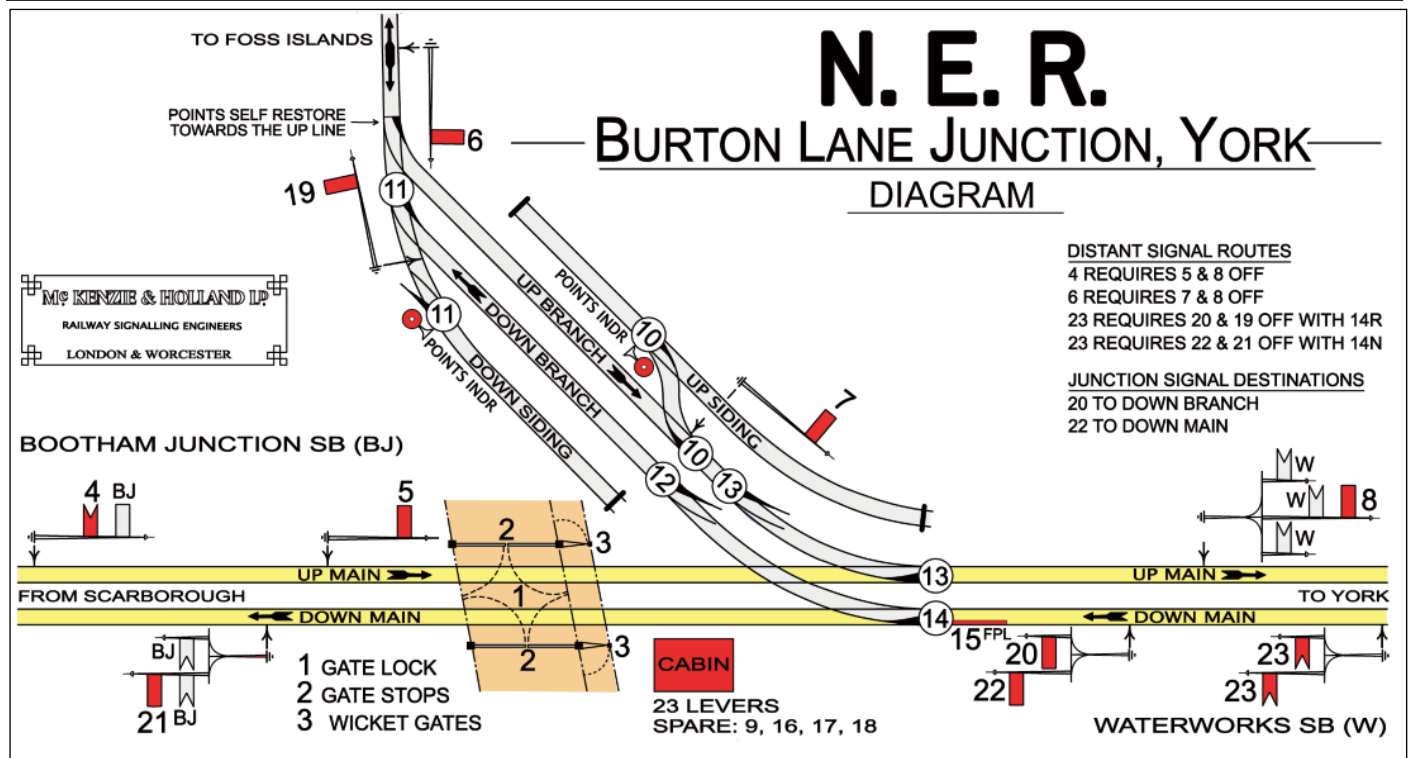 TO FOSS ISLANDS
N. E. R.
BURTON LANE JUNCTION, YORK
DIAGRAM
POINTS SELF RESTORE
TOWARDS THE UP LINE
6
19
11
Mc KENZIE & HOLLAND LD.
RAILWAY SIGNALLING ENGINEERS
LONDON & WORCESTER
DISTANT SIGNAL ROUTES
4 REQUIRES 5 & 8 OFF
6 REQUIRES 7 & 8 OFF
23 REQUIRES 20 & 19 OFF WITH 14R
23 REQUIRES 22 & 21 OFF WITH 14N
JUNCTION SIGNAL DESTINATIONS
20 TO DOWN BRANCH
22 TO DOWN MAIN
UP BRANCH
POINTS INDR
10
11
POINTS INDR
DOWN BRANCH
DOWN SIDING
UP SIDING
7
10
12
13
BOOTHAM JUNCTION SB (BJ)
4
BJ
5
2
3
W
W
8
W
UP MAIN
13
UP MAIN
FROM SCARBOROUGH
1
TO YORK
DOWN MAIN
14
DOWN MAIN
15 FPL
BJ
21
BJ
2
3
1 GATE LOCK
2 GATE STOPS
3 WICKET GATES
CABIN
23 LEVERS
SPARE: 9, 16, 17, 18
20
22
23
23
WATERWORKS SB (W)